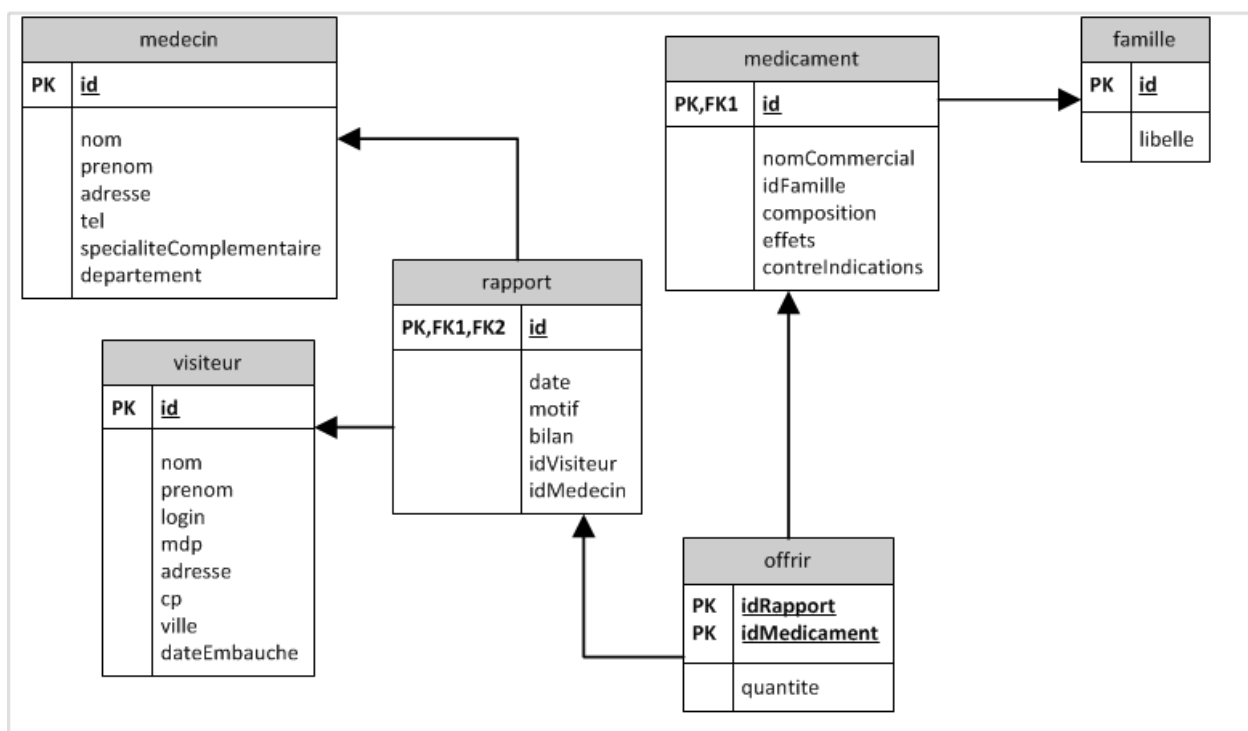 medecin
PK id
nom
prenom
adresse
tel
specialiteComplementaire
departement
medicament
PK,FK1 id
nomCommercial
idFamille
composition
effets
contreIndications
famille
PK id
libelle
rapport
PK,FK1,FK2 id
date
motif
bilan
idVisiteur
idMedecin
visiteur
PK id
nom
prenom
login
mdp
adresse
cp
ville
dateEmbauche
offrir
PK idRapport
PK idMedicament
quantite